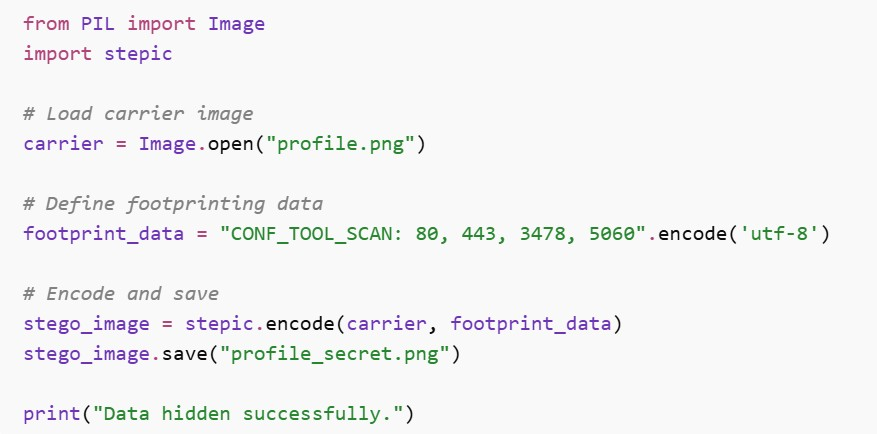 from PIL import Image
import stepic
# Load carrier image
carrier = Image.open("profile.png")
# Define footprinting data
footprint_data = "CONF_TOOL_SCAN: 80, 443, 3478, 5060".encode('utf-8')
# Encode and save
stego_image = stepic.encode(carrier, footprint_data)
stego_image.save("profile_secret.png")
print("Data hidden successfully.")